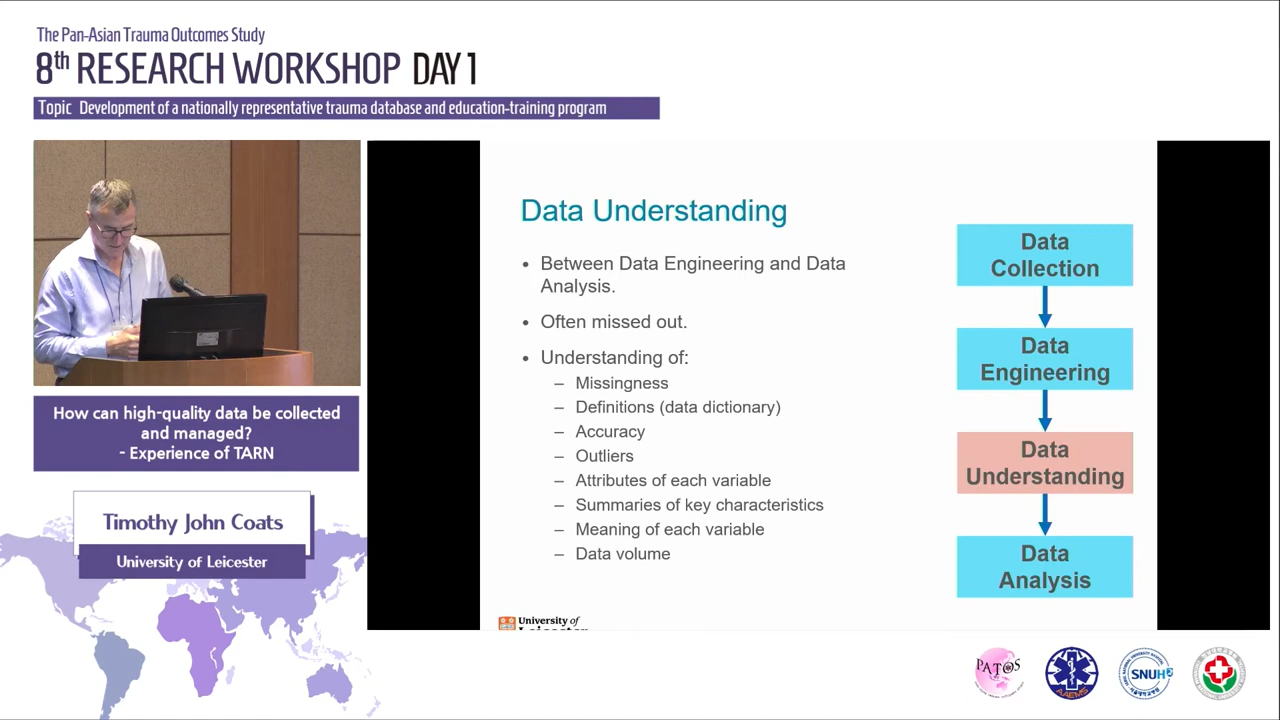 The Pan-Asian Trauma Outcomes Study
8th RESEARCH WORKSHOP DAY 1
Topic Development of a nationally representative trauma database and education-training program
How can high-quality data be collected
and managed?
- Experience of TARN
Timothy John Coats
University of Leicester
Data Understanding
• Between Data Engineering and Data
Analysis.
• Often missed out.
• Understanding of:
– Missingness
– Definitions (data dictionary)
– Accuracy
– Outliers
– Attributes of each variable
– Summaries of key characteristics
– Meaning of each variable
– Data volume
Data
Collection
Data
Engineering
Data
Understanding
Data
Analysis
University of
PATOS
AAEMS
SNUH